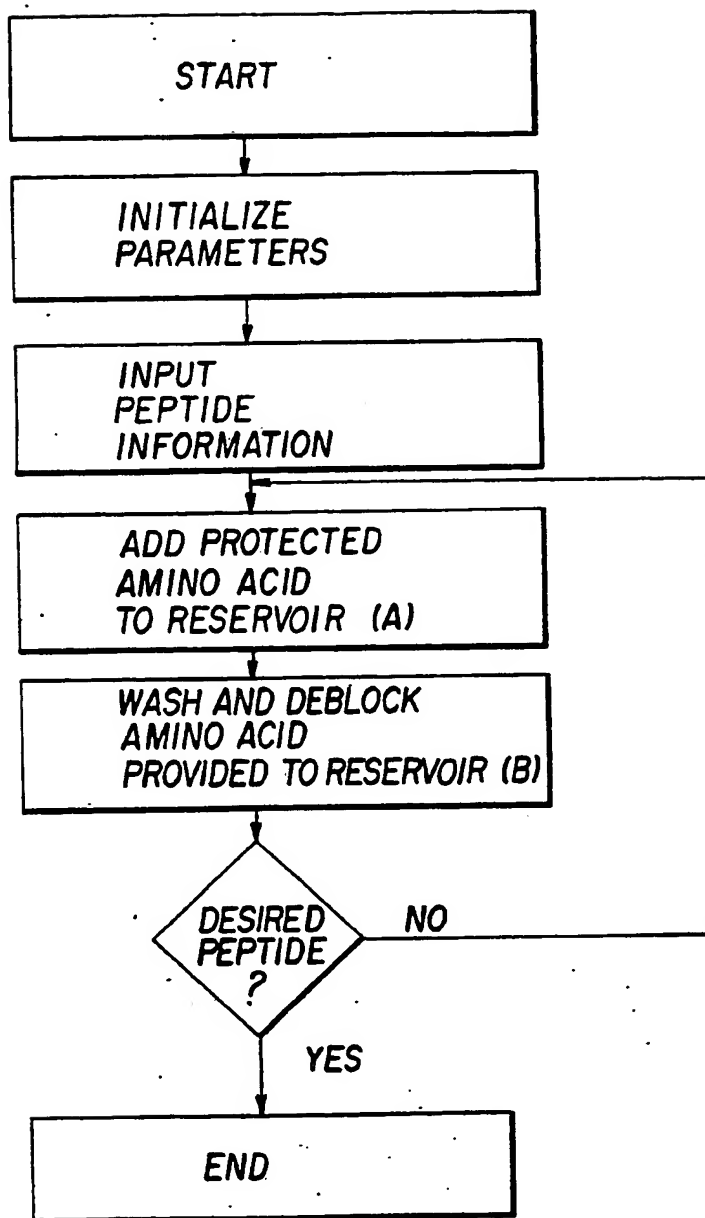 START
INITIALIZE
PARAMETERS
INPUT
PEPTIDE
INFORMATION
ADD PROTECTED
AMINO ACID
TO RESERVOIR (A)
WASH AND DEBLOCK
AMINO ACID
PROVIDED TO RESERVOIR (B)
DESIRED
PEPTIDE
?
NO
YES
END